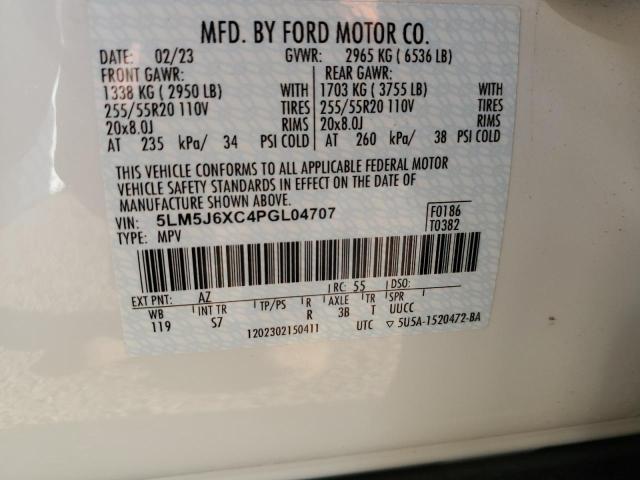 MFD. BY FORD MOTOR CO.
DATE: 02/23 GVWR: 2965 KG ( 6536 LB)
FRONT GAWR: REAR GAWR:
1338 KG ( 2950 LB) WITH 1703 KG ( 3755 LB) WITH
255/55R20 110V TIRES 255/55R20 110V TIRES
20x8.0J RIMS 20x8.0J RIMS
AT 235 kPa/ 34 PSI COLD AT 260 kPa/ 38 PSI COLD
THIS VEHICLE CONFORMS TO ALL APPLICABLE FEDERAL MOTOR
VEHICLE SAFETY STANDARDS IN EFFECT ON THE DATE OF
MANUFACTURE SHOWN ABOVE.
VIN: 5LM5J6XC4PGL04707 F0186
TYPE: MPV T0382
EXT PNT: AZ RC: 55 DSO:
WB INT TR TP/PS R AXLE TR SPR
119 S7 R 3B T UUCC
1202302150411 UTC ▽ 5U5A-1520472-BA